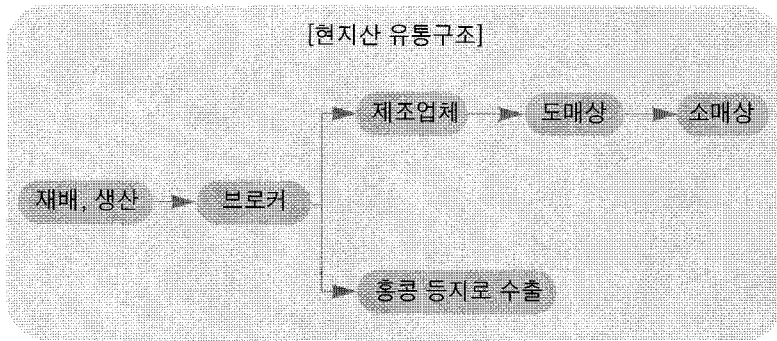 [현지산 유통구조]
제조업체
도매상
소매상
재배, 생산
브로커
홍콩 등지로 수출